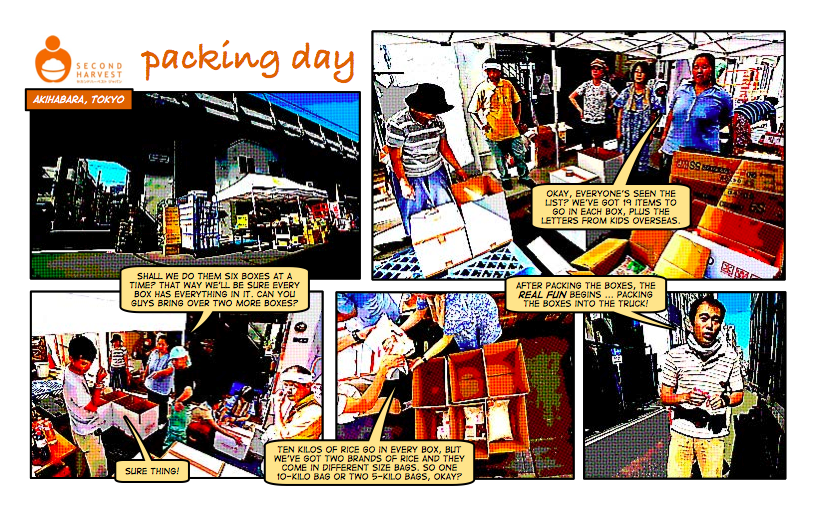 SECOND
HARVEST
packing day
AKIHABARA, TOKYO
OKAY, EVERYONE'S SEEN THE
LIST? WE'VE GOT 19 ITEMS TO
GO IN EACH BOX, PLUS THE
LETTERS FROM KIDS OVERSEAS.
SHALL WE DO THEM SIX BOXES AT A
TIME? THAT WAY WE'LL BE SURE EVERY
BOX HAS EVERYTHING IN IT. CAN YOU
GUYS BRING OVER TWO MORE BOXES?
SURE THING!
TEN KILOS OF RICE GO IN EVERY BOX, BUT
WE'VE GOT TWO BRANDS OF RICE AND THEY
COME IN DIFFERENT SIZE BAGS. SO ONE
10-KILO BAG OR TWO 5-KILO BAGS, OKAY?
AFTER PACKING THE BOXES, THE
REAL FUN BEGINS ... PACKING
THE BOXES INTO THE TRUCK!